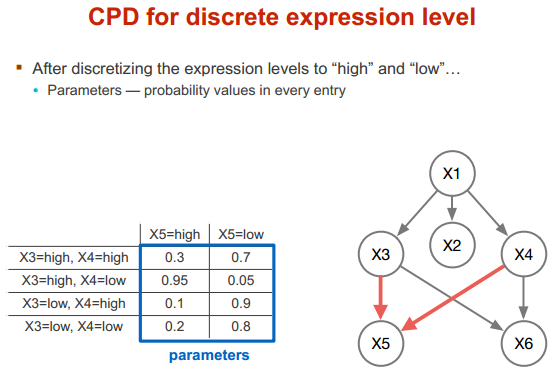 CPD for discrete expression level
▪ After discretizing the expression levels to “high” and “low”…
• Parameters — probability values in every entry
X5=high X5=low
X3=high, X4=high 0.3 0.7
X3=high, X4=low 0.95 0.05
X3=low, X4=high 0.1 0.9
X3=low, X4=low 0.2 0.8
parameters
X1
X3 X2 X4
X5 X6